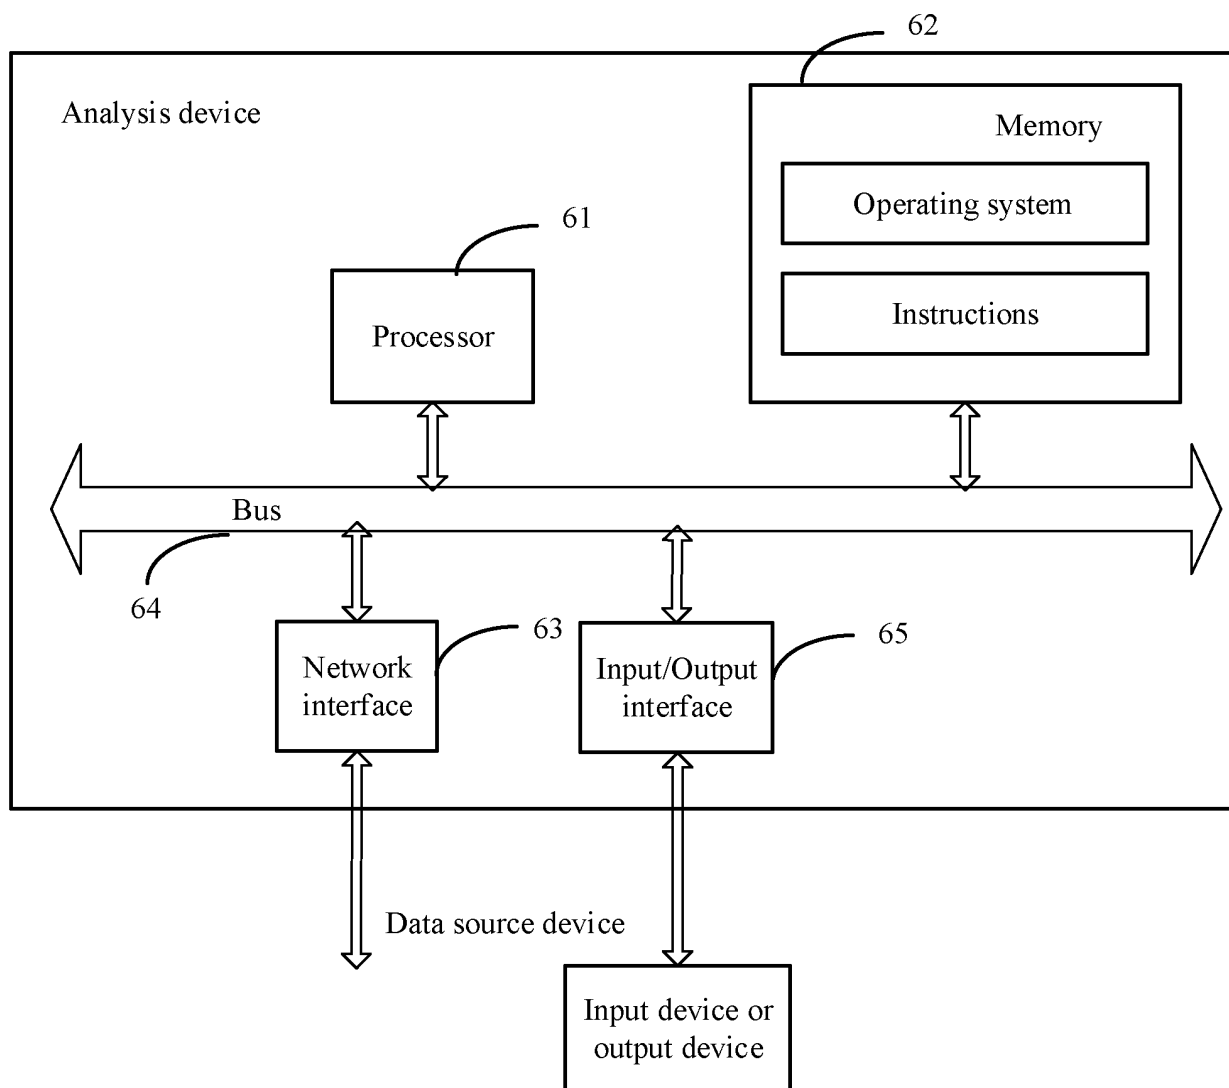 62
Analysis device
Memory
Operating system
61
Instructions
Processor
Bus
64
63
65
Network
interface
Input/Output
interface
Data source device
Input device or
output device